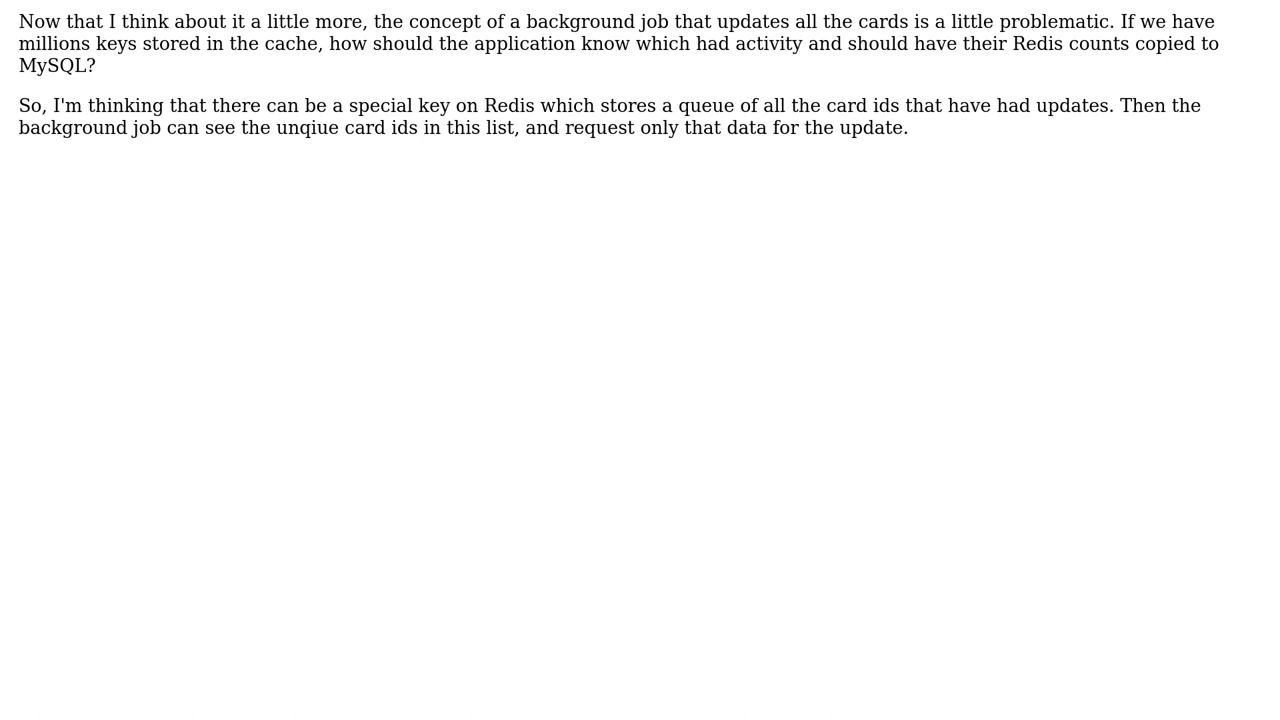 Now that I think about it a little more, the concept of a background job that updates all the cards is a little problematic. If we have
millions keys stored in the cache, how should the application know which had activity and should have their Redis counts copied to
MySQL?
So, I'm thinking that there can be a special key on Redis which stores a queue of all the card ids that have had updates. Then the
background job can see the unqiue card ids in this list, and request only that data for the update.